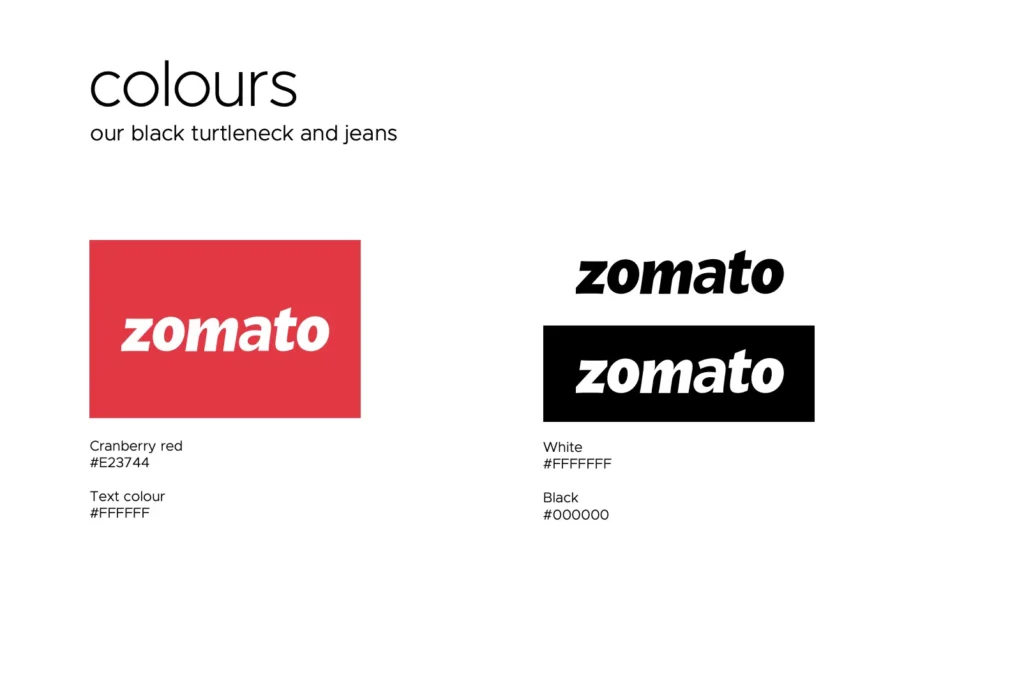 colours
our black turtleneck and jeans
zomato
Cranberry red
#E23744
Text colour
#FFFFFF
zomato
zomato
White
#FFFFFFF
Black
#000000